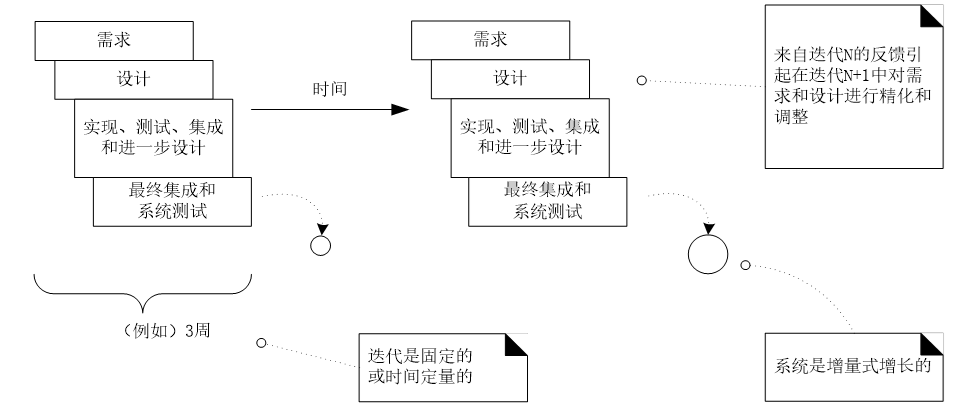 需求
设计
实现、测试、集成
和进一步设计
最终集成和
系统测试
时间
需求
设计
实现、测试、集成
和进一步设计
最终集成和
系统测试
来自迭代N的反馈引
起在迭代N+1中对需
求和设计进行精化和
调整
（例如）3周
迭代是固定的
或时间定量的
系统是增量式增长的